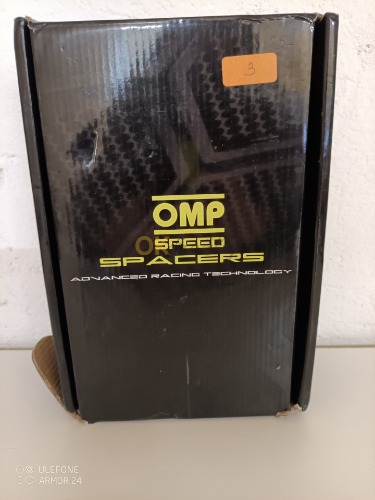 3
OMP
SPEED
SPACERS
ADVANCED RACING TECHNOLOGY
ULEFONE
ARMOR 24